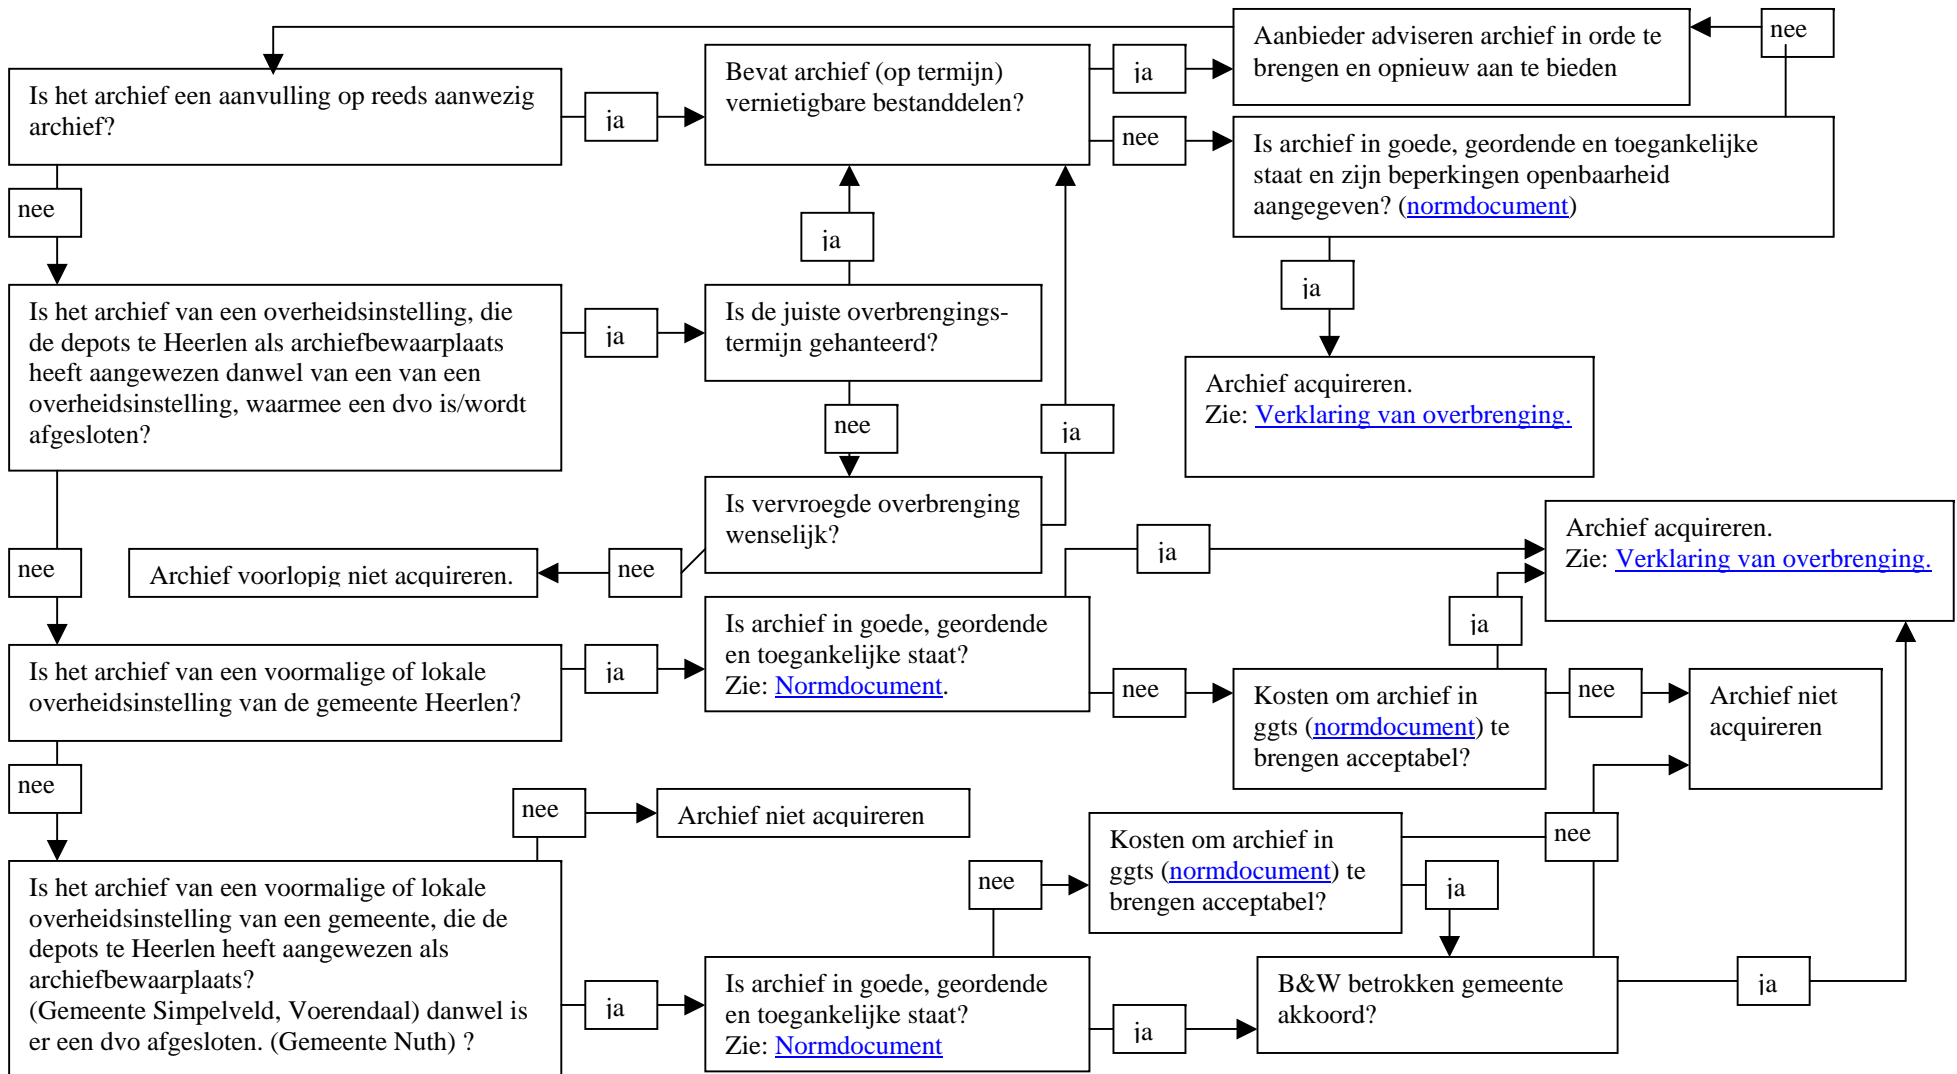 Aanbieder adviseren archief in orde te
brengen en opnieuw aan te bieden
nee
Is het archief een aanvulling op reeds aanwezig
archief?
ja
Bevat archief (op termijn)
vernietigbare bestanddelen?
ja
nee
Is archief in goede, geordende en toegankelijke
staat en zijn beperkingen openbaarheid
aangegeven? (normdocument)
nee
ja
ja
Is het archief van een overheidsinstelling, die
de depots te Heerlen als archiefbewaarplaats
heeft aangewezen danwel van een van een
overheidsinstelling, waarmee een dvo is/wordt
afgesloten?
ja
Is de juiste overbrengings-
termijn gehanteerd?
Archief acquireren.
Zie: Verklaring van overbrenging.
nee
ja
Is vervroegde overbrenging
wenselijk?
nee
Archief voorlopig niet acquireren.
nee
ja
Archief acquireren.
Zie: Verklaring van overbrenging.
Is het archief van een voormalige of lokale
overheidsinstelling van de gemeente Heerlen?
ja
Is archief in goede, geordende
en toegankelijke staat?
Zie: Normdocument.
nee
ja
Kosten om archief in
ggts (normdocument) te
brengen acceptabel?
nee
Archief niet
acquireren
nee
nee
Archief niet acquireren
Is het archief van een voormalige of lokale
overheidsinstelling van een gemeente, die de
depots te Heerlen heeft aangewezen als
archiefbewaarplaats?
(Gemeente Simpelveld, Voerendaal) danwel is
er een dvo afgesloten. (Gemeente Nuth) ?
ja
Is archief in goede, geordende
en toegankelijke staat?
Zie: Normdocument
nee
Kosten om archief in
ggts (normdocument) te
brengen acceptabel?
nee
ja
ja
B&W betrokken gemeente
akkoord?
ja